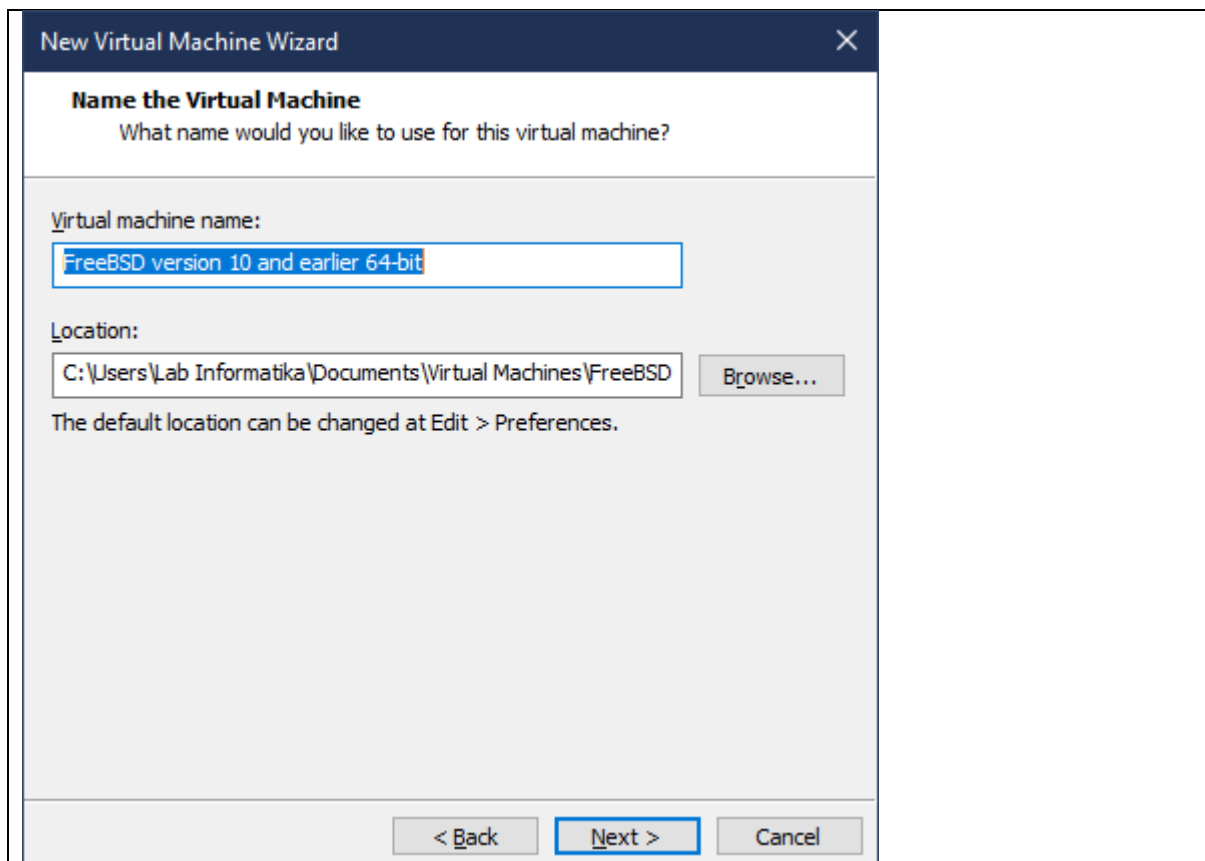 New Virtual Machine Wizard
Name the Virtual Machine
What name would you like to use for this virtual machine?
Virtual machine name:
FreeBSD version 10 and earlier 64-bit
Location:
C:\Users\Lab Informatika\Documents\Virtual Machines\FreeBSD
Browse...
The default location can be changed at Edit > Preferences.
< Back
Next >
Cancel